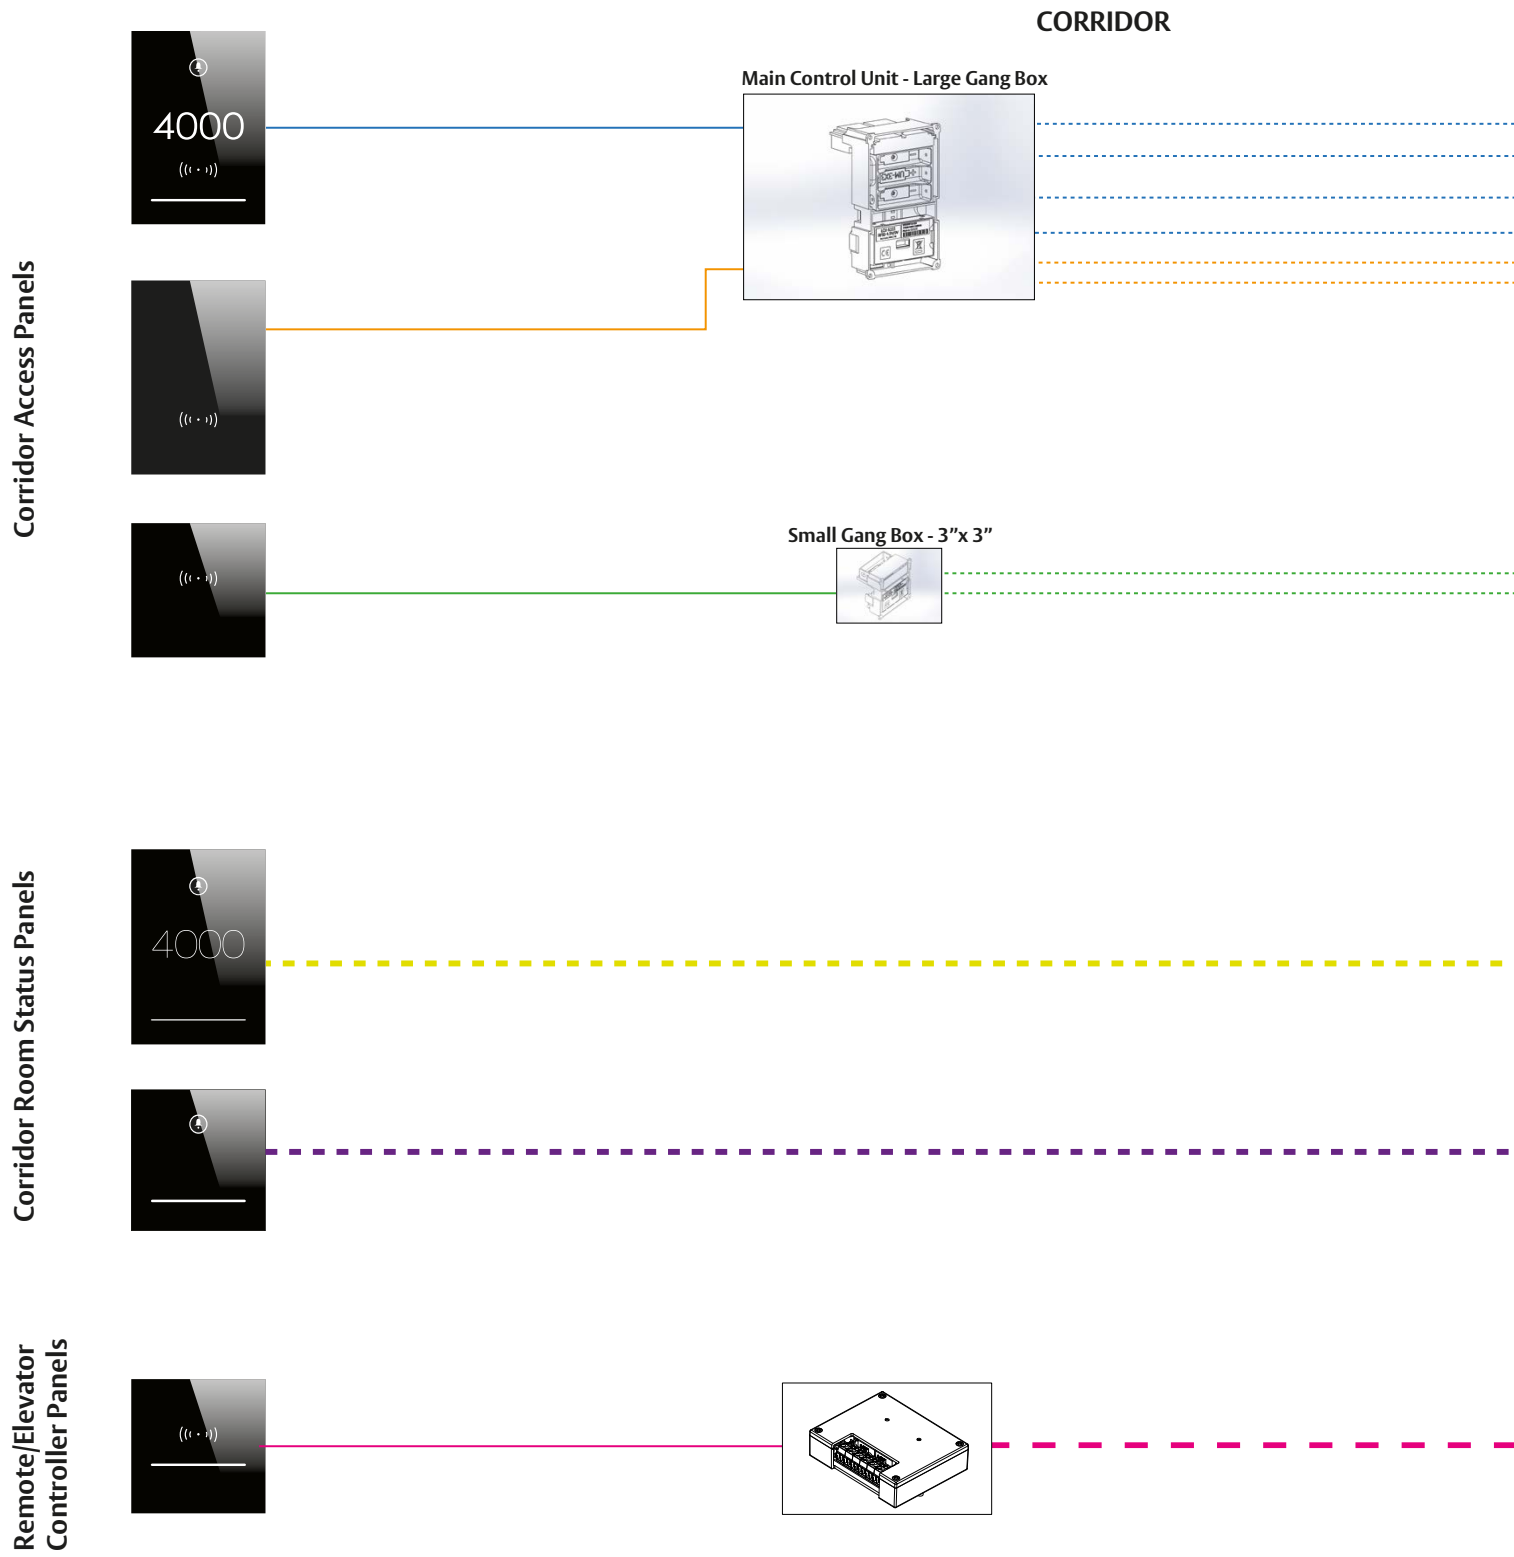 CORRIDOR
Main Control Unit - Large Gang Box
4000
Corridor Access Panels
Small Gang Box - 3”x 3”
4000
Corridor Room Status Panels
Remote/Elevator
Controller Panels